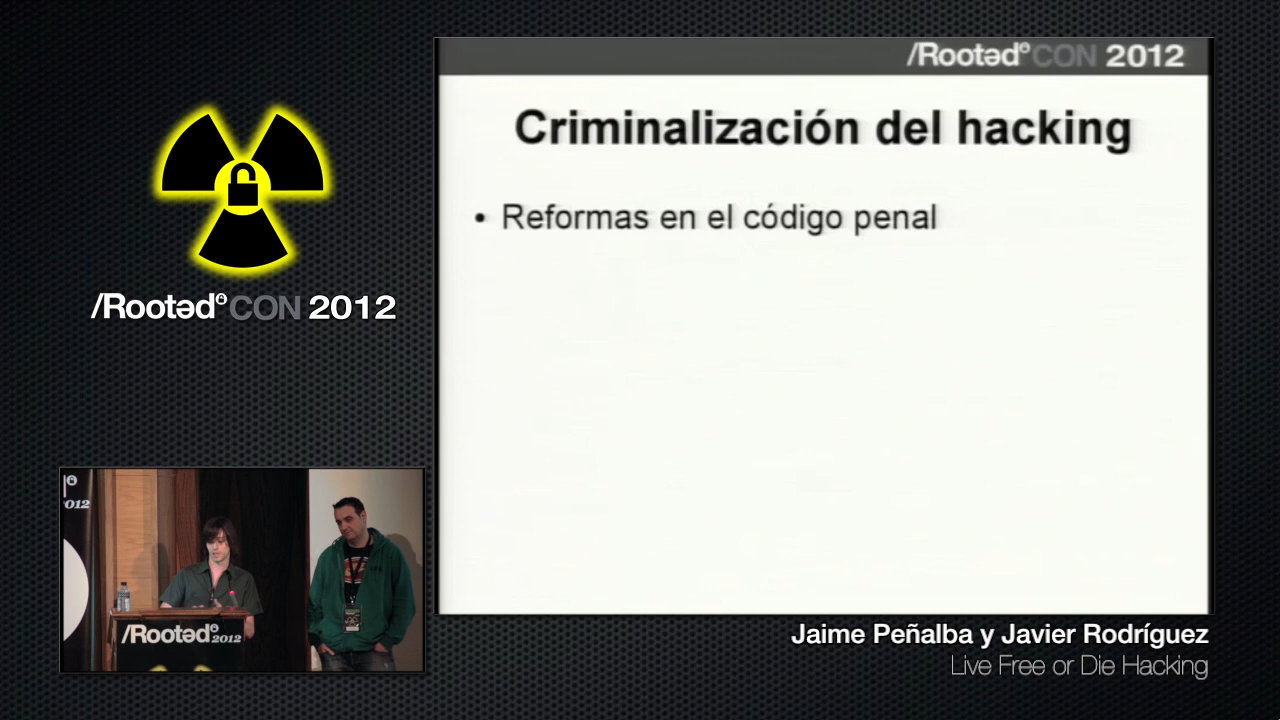 /Rootəd CON 2012
/Rootəd CON 2012
Criminalización del hacking
• Reformas en el código penal
2012
/Rootəd 2012
Jaime Peñalba y Javier Rodríguez
Live Free or Die Hacking